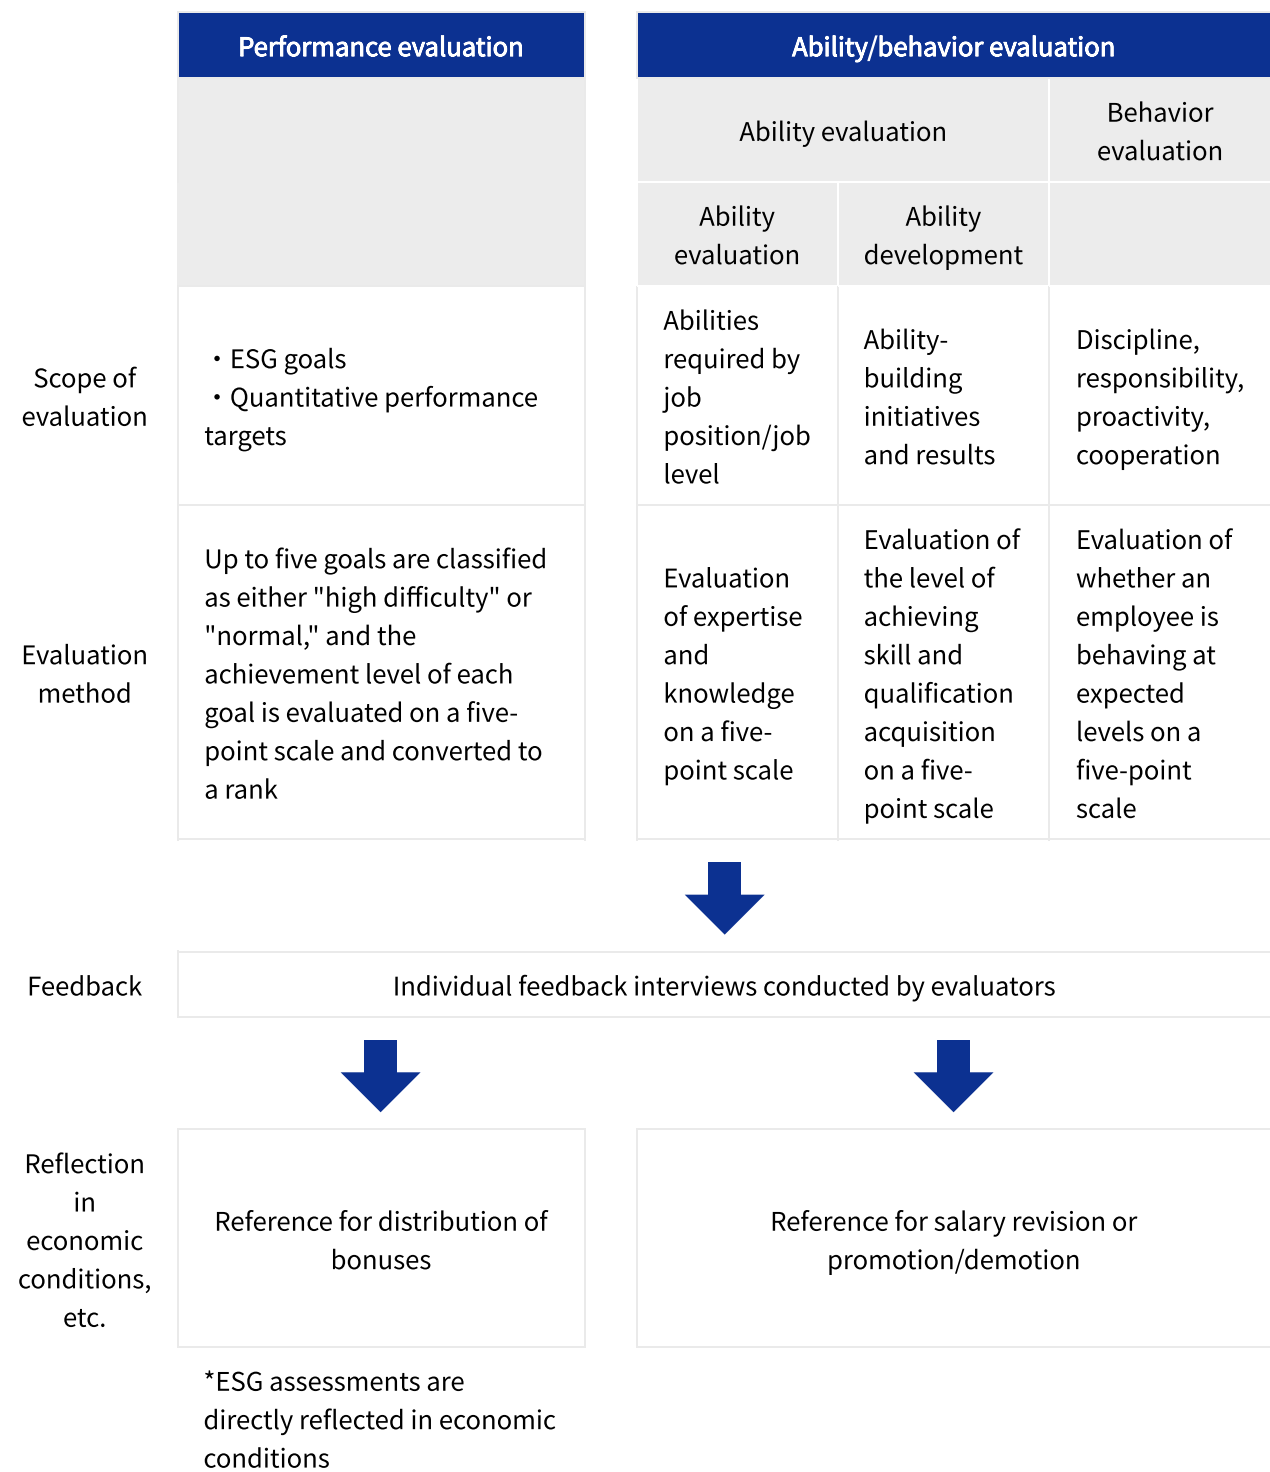 Performance evaluation
Ability/behavior evaluation
Ability evaluation
Behavior
evaluation
Ability
evaluation
Ability
development
Scope of
evaluation
・ESG goals
・Quantitative performance
targets
Abilities
required by
job
position/job
level
Ability-
building
initiatives
and results
Discipline,
responsibility,
proactivity,
cooperation
Evaluation
method
Up to five goals are classified
as either "high difficulty" or
"normal," and the
achievement level of each
goal is evaluated on a five-
point scale and converted to
a rank
Evaluation
of expertise
and
knowledge
on a five-
point scale
Evaluation of
the level of
achieving
skill and
qualification
acquisition
on a five-
point scale
Evaluation of
whether an
employee is
behaving at
expected
levels on a
five-point
scale
Feedback
Individual feedback interviews conducted by evaluators
Reflection
in
economic
conditions,
etc.
Reference for distribution of
bonuses
Reference for salary revision or
promotion/demotion
*ESG assessments are
directly reflected in economic
conditions